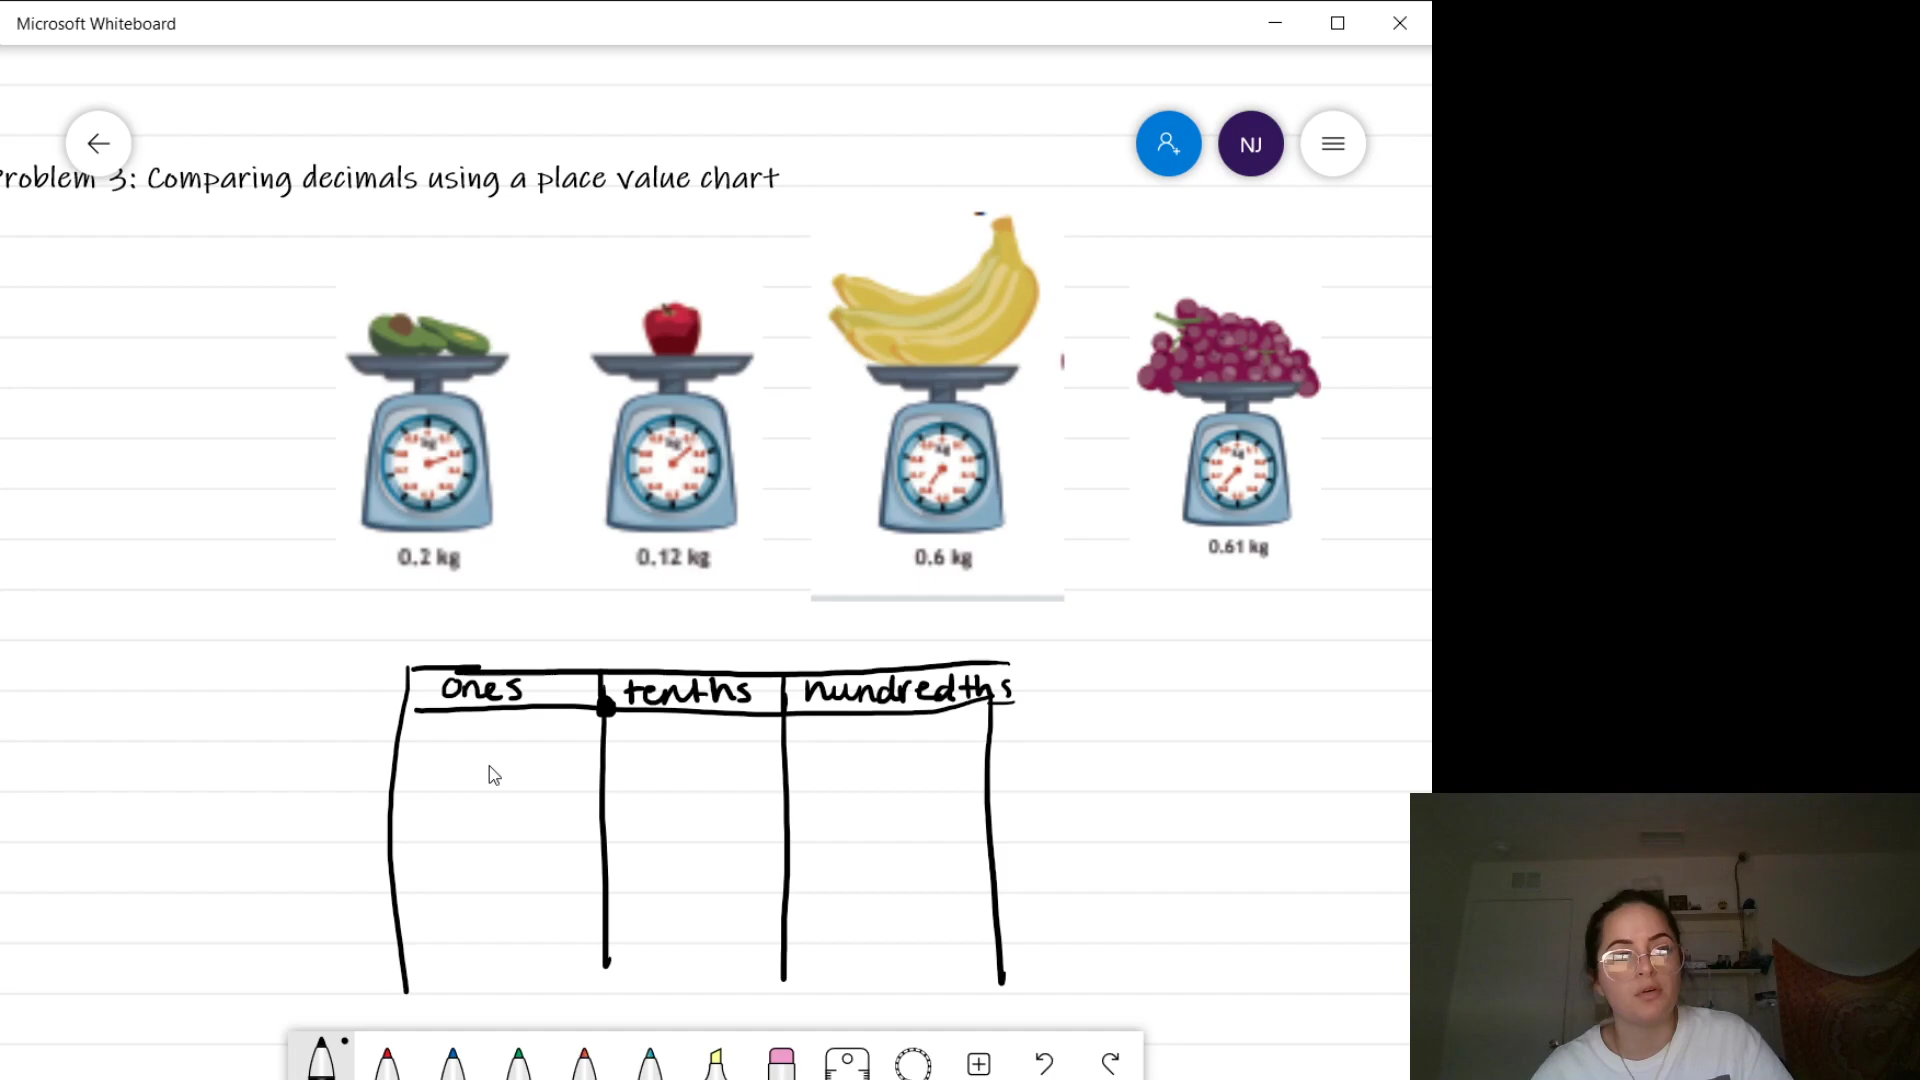 Microsoft Whiteboard
NJ
roblem 3: Comparing decimals using a place value chart
0.2 kg
0.12 kg
0.6 kg
0.61 kg
ones tenths hundredths